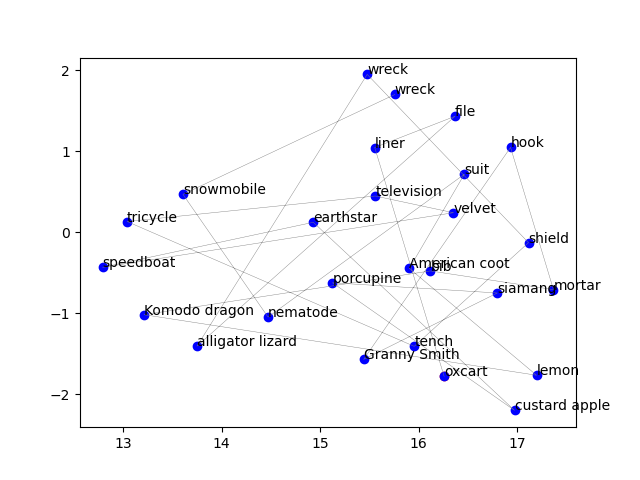 wreck
wreck
file
hook
liner
suit
snowmobile
television
velvet
tricycle
earthstar
shield
speedboat
American coot
bib
porcupine
siamang
mortar
Komodo dragon
nematode
alligator lizard
tench
Granny Smith
oxcart
lemon
custard apple
2
1
0
−1
−2
13
14
15
16
17